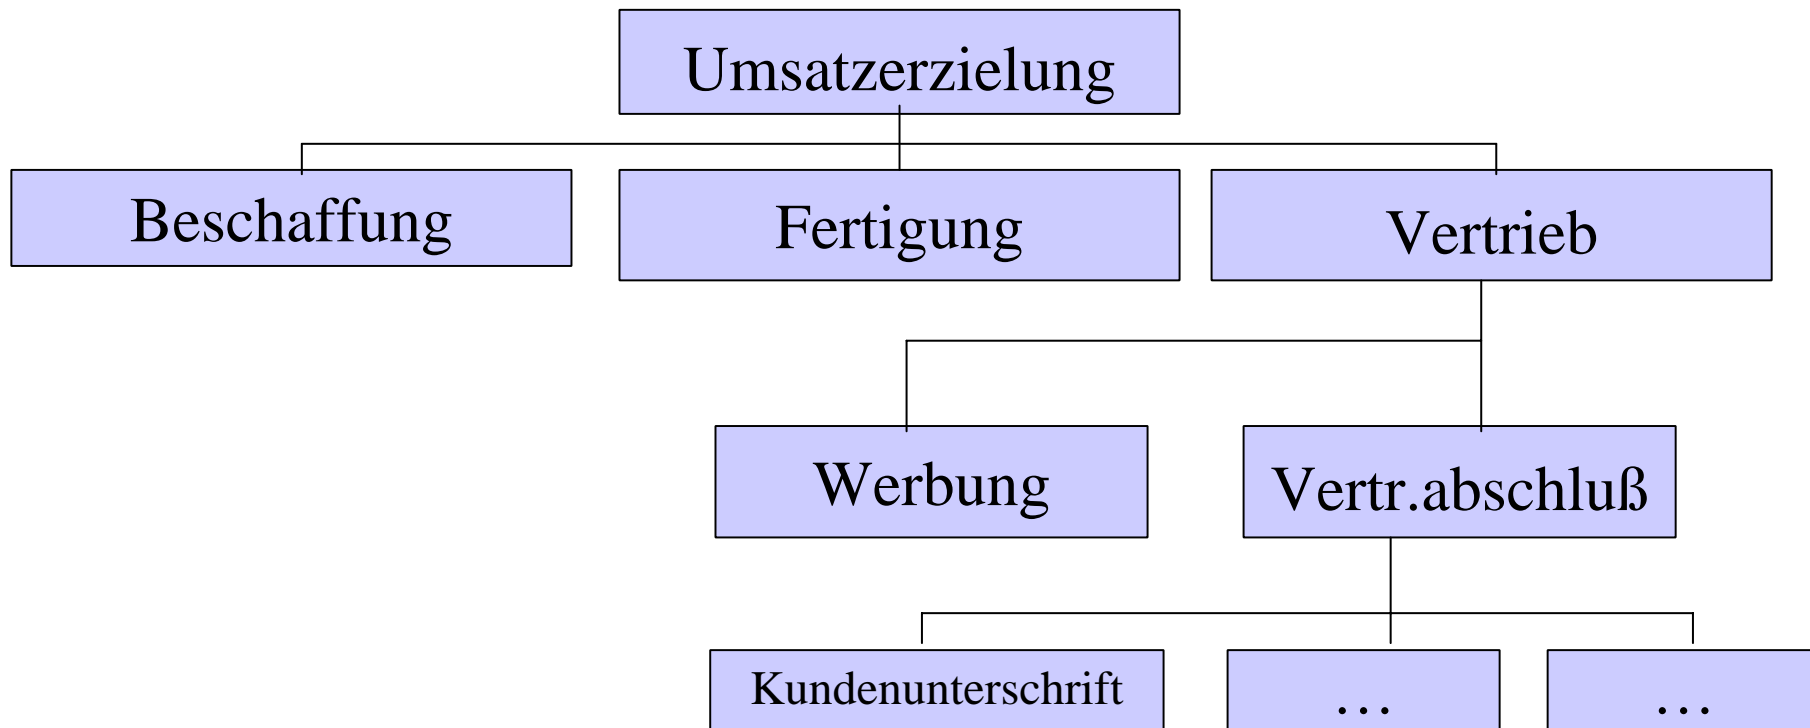 Umsatzerzielung
Beschaffung
Fertigung
Vertrieb
Werbung
Vertr.abschluß
Kundenunterschrift
…
…